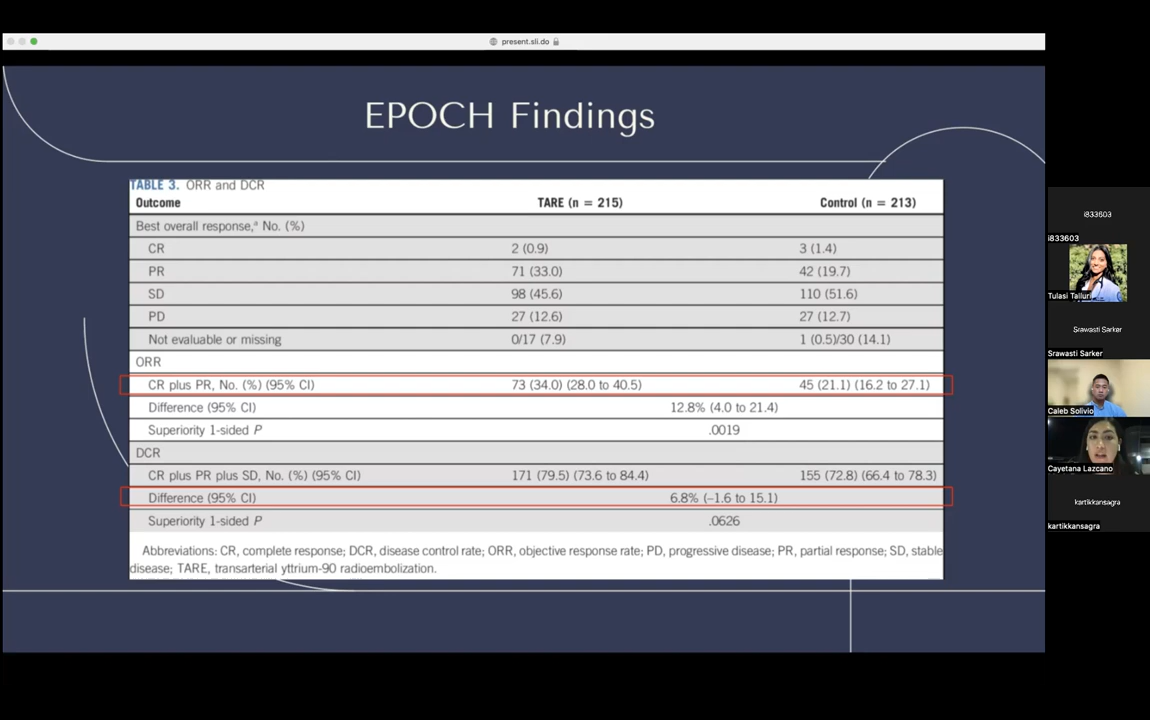 present.sli.do
EPOCH Findings
TABLE 3. ORR and DCR
Outcome TARE (n = 215) Control (n = 213)
Best overall response,ᵃ No. (%)
CR 2 (0.9) 3 (1.4)
PR 71 (33.0) 42 (19.7)
SD 98 (45.6) 110 (51.6)
PD 27 (12.6) 27 (12.7)
Not evaluable or missing 0/17 (7.9) 1 (0.5)/30 (14.1)
ORR
CR plus PR, No. (%) (95% CI) 73 (34.0) (28.0 to 40.5) 45 (21.1) (16.2 to 27.1)
Difference (95% CI) 12.8% (4.0 to 21.4)
Superiority 1-sided P .0019
DCR
CR plus PR plus SD, No. (%) (95% CI) 171 (79.5) (73.6 to 84.4) 155 (72.8) (66.4 to 78.3)
Difference (95% CI) 6.8% (–1.6 to 15.1)
Superiority 1-sided P .0626
Abbreviations: CR, complete response; DCR, disease control rate; ORR, objective response rate; PD, progressive disease; PR, partial response; SD, stable
disease; TARE, transarterial yttrium-90 radioembolization.
i833603
i833603
Tulasi Talluri
Srawasti Sarker
Srawasti Sarker
Caleb Solivio
Cayetana Lazcano
kartikkansagra
kartikkansagra